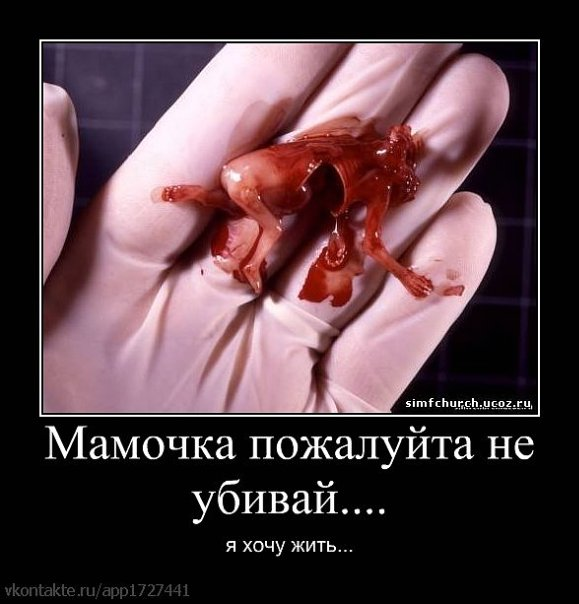 simfchurch.ucoz.ru
Мамочка пожалуйта не
убивай....
я хочу жить...
vkontakte.ru/app1727441